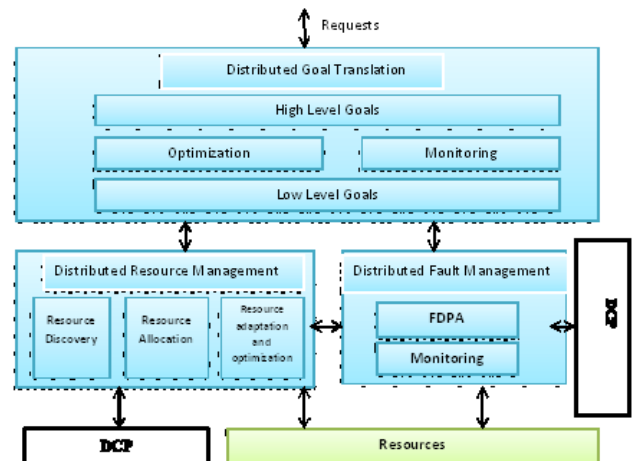 Requests
Distributed Goal Translation
High Level Goals
Optimization
Monitoring
Low Level Goals
Distributed Resource Management
Distributed Fault Management
Resource
Discovery
Resource
Allocation
Resource
adaptation
and
optimization
FDPA
Monitoring
DCP
DCP
Resources